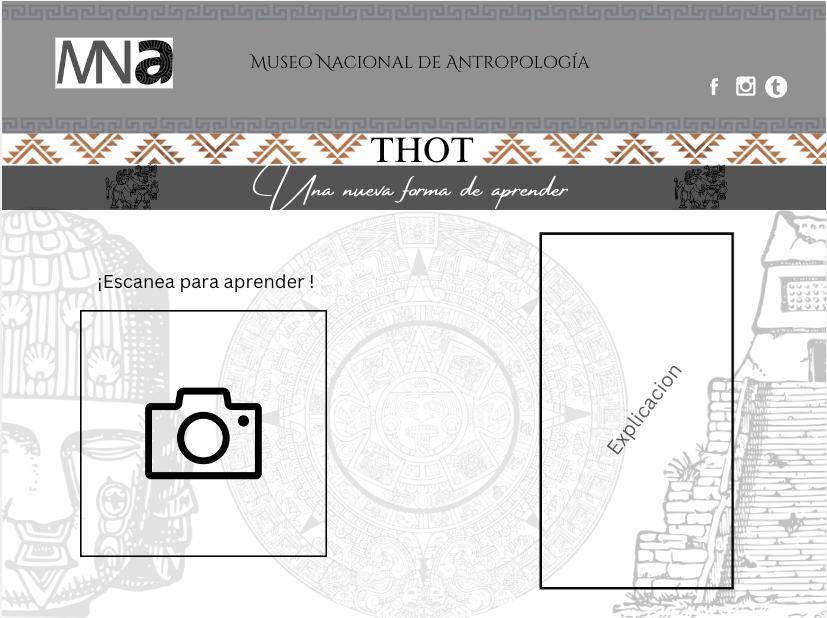 MNa
Museo Nacional de Antropología
f
t
THOT
Una nueva forma de aprender
¡Escanea para aprender !
Explicacion